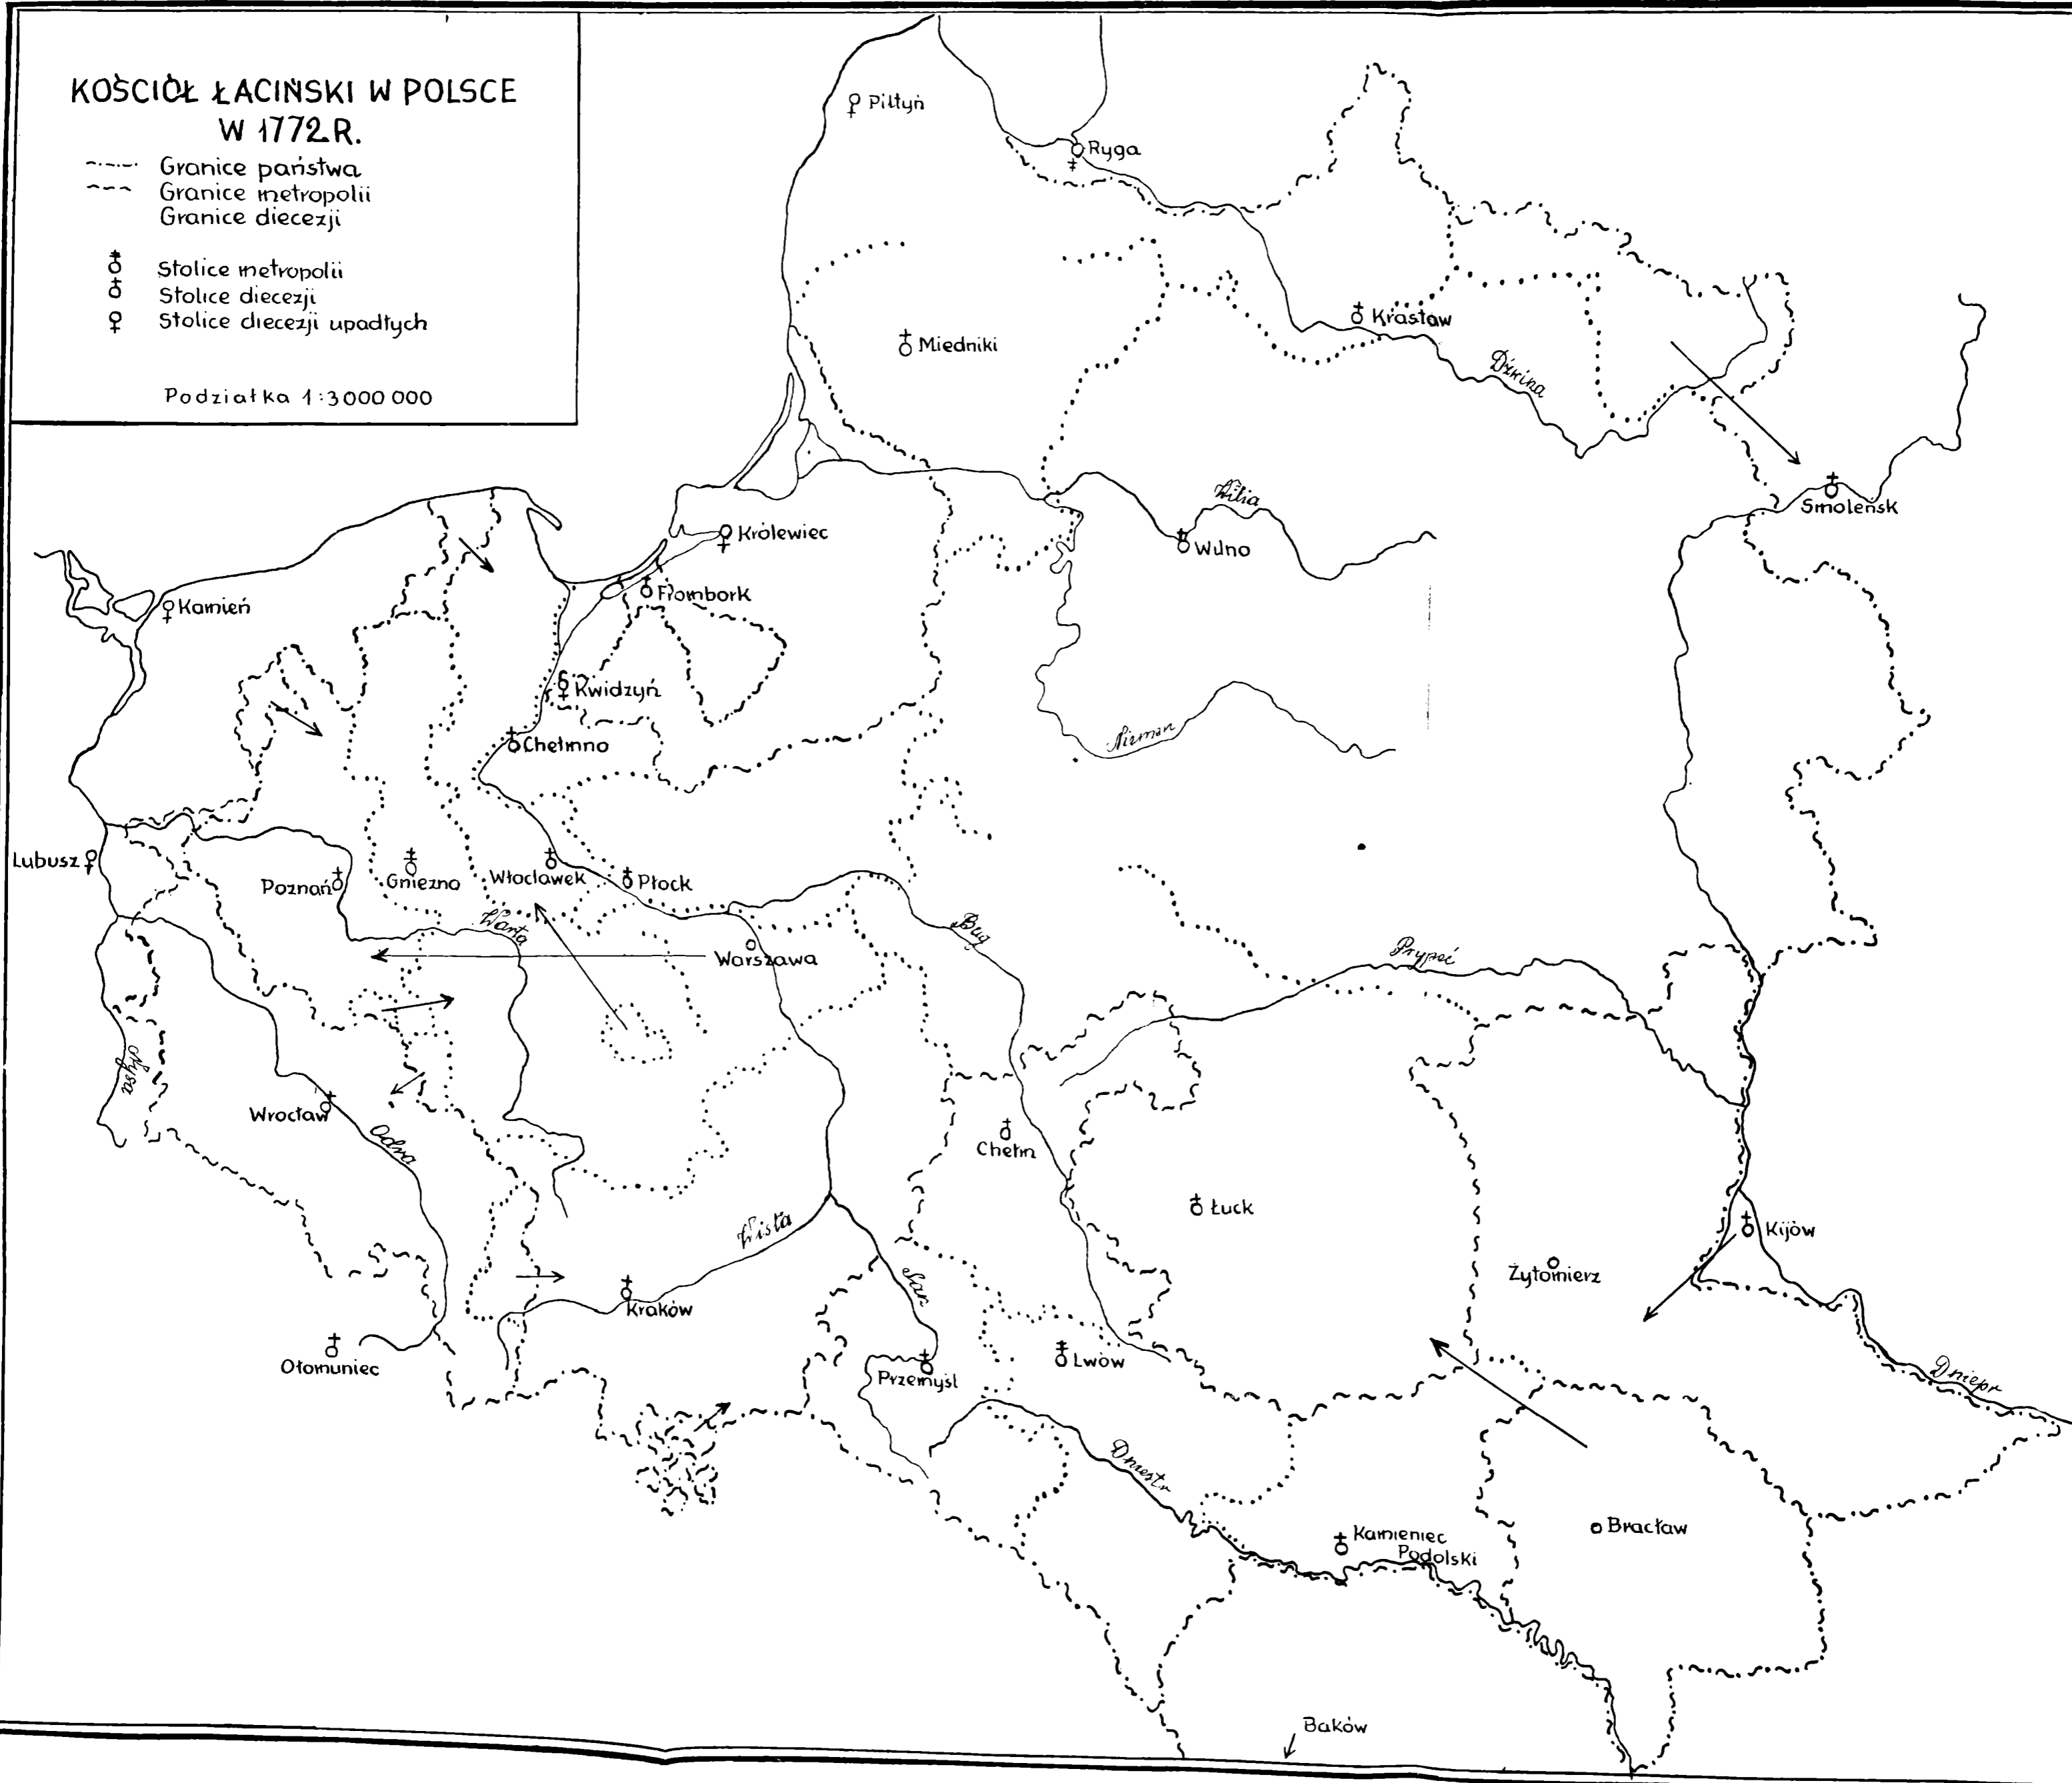 KOŚCIÓŁ ŁACIŃSKI W POLSCE
W 1772 R.
Granice państwa
Granice metropolii
Granice diecezji
Stolice metropolii
Stolice diecezji
Stolice diecezji upadłych
Podziałka 1:3000 000
Piltyń
Ryga
Krasław
Miedniki
Dźwina
Smoleńsk
Wilia
Wilno
Królewiec
Frombork
Kamień
Kwidzyń
Chełmno
Niemen
Lubusz
Poznań
Gniezno
Włocławek
Płock
Warta
Bug
Warszawa
Prypeć
Nysa
Wrocław
Odra
Chełm
Łuck
Kijów
Wisła
Żytomierz
San
Kraków
Ołomuniec
Przemyśl
Lwów
Dniepr
Dniestr
Kamieniec
Podolski
Bracław
Baków